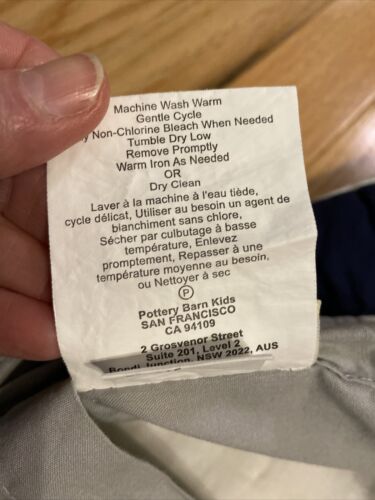 Machine Wash Warm
Gentle Cycle
Non-Chlorine Bleach When Needed
Tumble Dry Low
Remove Promptly
Warm Iron As Needed
OR
Dry Clean
Laver à la machine à l'eau tiède,
cycle délicat, Utiliser au besoin un agent de
blanchiment sans chlore,
Sécher par culbutage à basse
température, Enlevez
promptement, Repasser à une
température moyenne au besoin.
ou Nettoyer à sec
P
Pottery Barn Kids
SAN FRANCISCO
CA 94109
2 Grosvenor Street
Suite 201, Level 2
Bondi Junction, NSW 2022, AUS